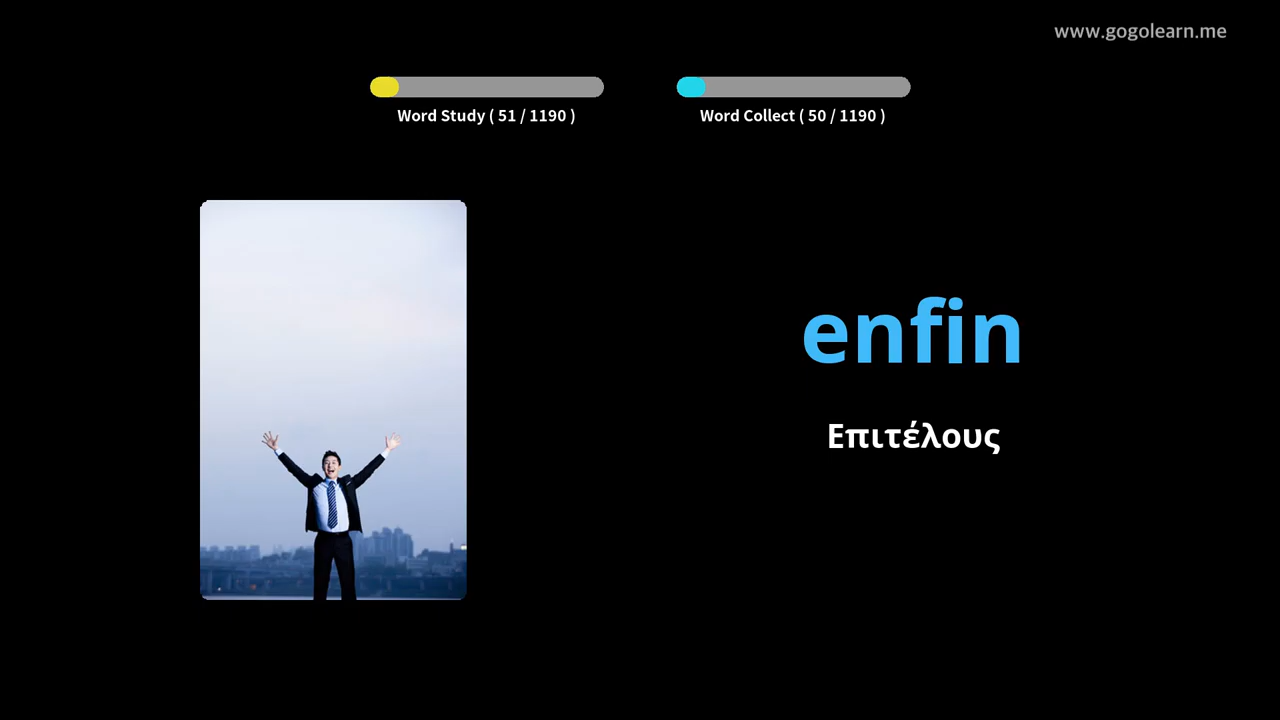 www.gogolearn.me
Word Study ( 51 / 1190 )
Word Collect ( 50 / 1190 )
enfin
Επιτέλους